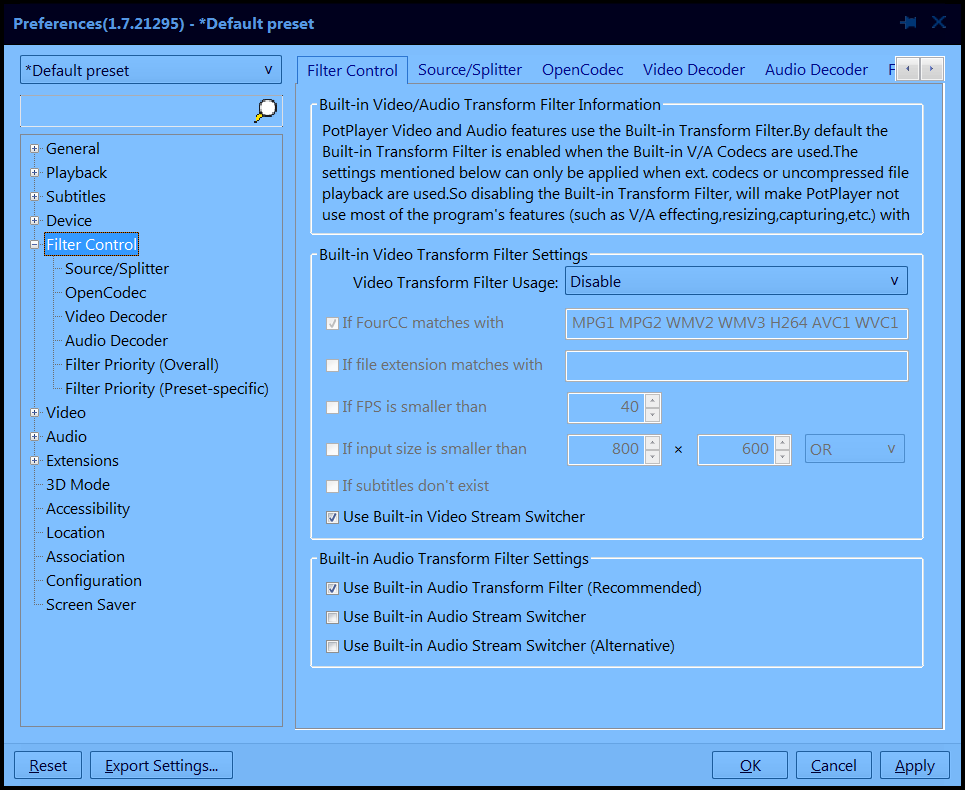 Preferences(1.7.21295) - *Default preset
*Default preset
General
Playback
Subtitles
Device
Filter Control
Source/Splitter
OpenCodec
Video Decoder
Audio Decoder
Filter Priority (Overall)
Filter Priority (Preset-specific)
Video
Audio
Extensions
3D Mode
Accessibility
Location
Association
Configuration
Screen Saver
Filter Control Source/Splitter OpenCodec Video Decoder Audio Decoder
Built-in Video/Audio Transform Filter Information
PotPlayer Video and Audio features use the Built-in Transform Filter.By default the
Built-in Transform Filter is enabled when the Built-in V/A Codecs are used.The
settings mentioned below can only be applied when ext. codecs or uncompressed file
playback are used.So disabling the Built-in Transform Filter, will make PotPlayer not
use most of the program's features (such as V/A effecting,resizing,capturing,etc.) with
Built-in Video Transform Filter Settings
Video Transform Filter Usage: Disable
If FourCC matches with MPG1 MPG2 WMV2 WMV3 H264 AVC1 WVC1
If file extension matches with
If FPS is smaller than 40
If input size is smaller than 800 × 600 OR
If subtitles don't exist
Use Built-in Video Stream Switcher
Built-in Audio Transform Filter Settings
Use Built-in Audio Transform Filter (Recommended)
Use Built-in Audio Stream Switcher
Use Built-in Audio Stream Switcher (Alternative)
Reset Export Settings... OK Cancel Apply